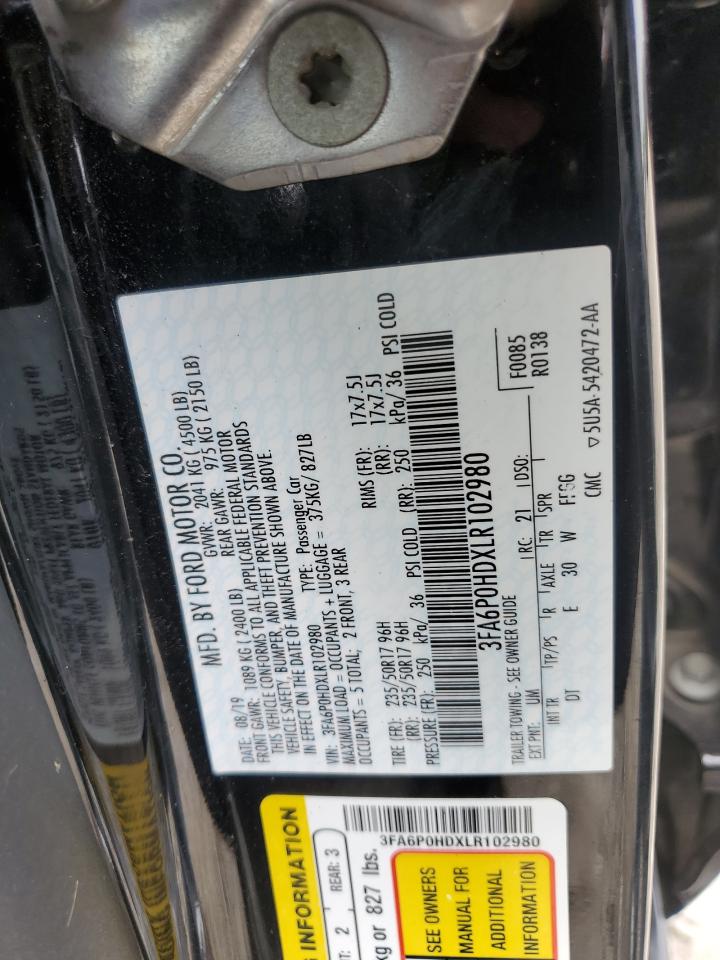 MFD. BY FORD MOTOR CO.
DATE: 08/19 GVWR: 2041 KG ( 4500 LB)
FRONT GAWR: 1089 KG ( 2400 LB) REAR GAWR: 975 KG ( 2150 LB)
THIS VEHICLE CONFORMS TO ALL APPLICABLE FEDERAL MOTOR
VEHICLE SAFETY, BUMPER, AND THEFT PREVENTION STANDARDS
IN EFFECT ON THE DATE OF MANUFACTURE SHOWN ABOVE.
VIN: 3FA6P0HDXLR102980 TYPE: Passenger Car
MAXIMUM LOAD = OCCUPANTS + LUGGAGE = 375KG/ 827LB
OCCUPANTS = 5 TOTAL; 2 FRONT, 3 REAR
TIRE (FR): 235/50R17 96H RIMS (FR): 17x7.5J
(RR): 235/50R17 96H (RR): 17x7.5J
PRESSURE (FR): 250 kPa/ 36 PSI COLD (RR): 250 kPa/ 36 PSI COLD
3FA6P0HDXLR102980
TRAILER TOWING - SEE OWNER GUIDE
F0085
EXT PNT: UM RC: 21 DSO: R0138
INT TR TP/PS R AXLE TR SPR
DT E 30 W FFGG
CMC ▽5U5A-5420472-AA
INFORMATION
REAR: 3
2
kg or 827 lbs.
3FA6P0HDXLR102980
SEE OWNERS
MANUAL FOR
ADDITIONAL
INFORMATION